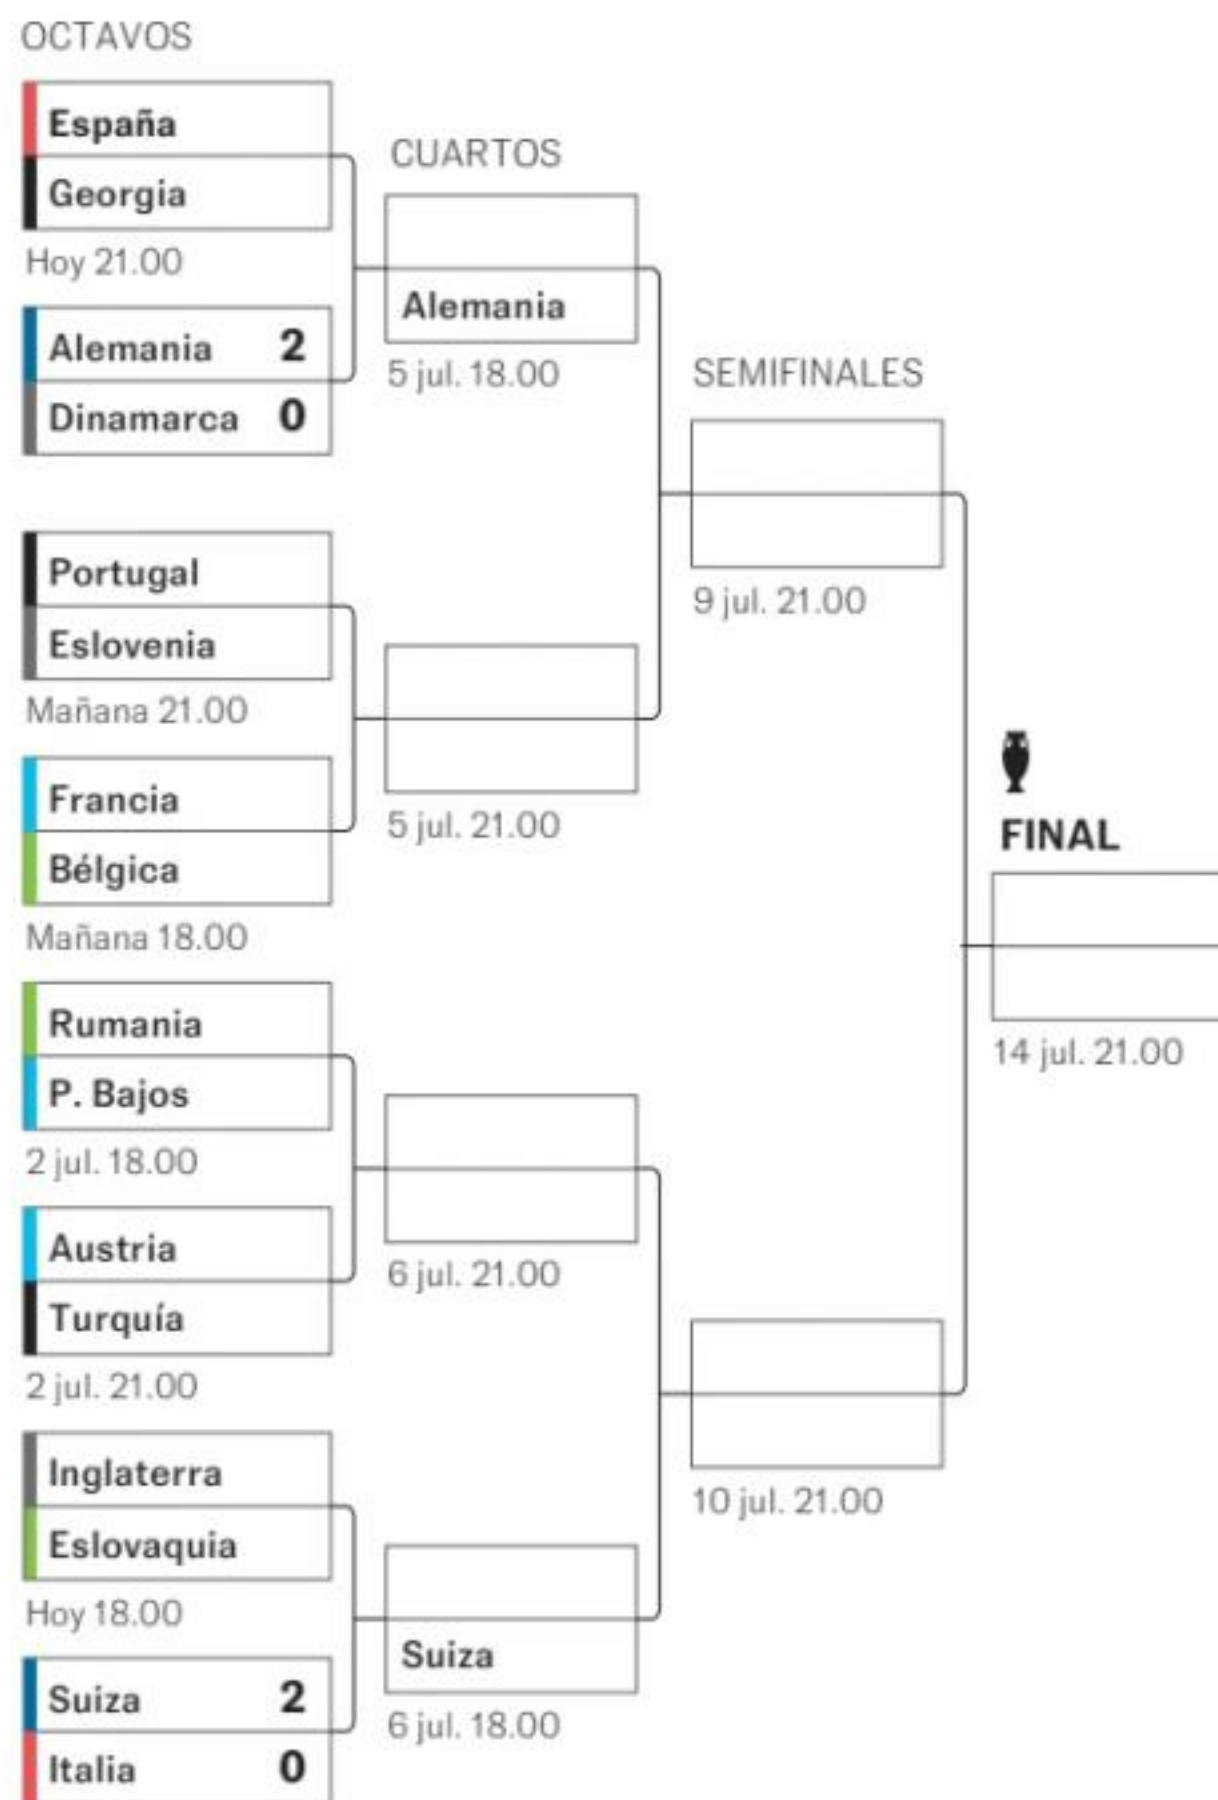 OCTAVOS
España
Georgia
Hoy 21.00
Alemania 2
Dinamarca 0
Portugal
Eslovenia
Mañana 21.00
Francia
Bélgica
Mañana 18.00
Rumania
P. Bajos
2 jul. 18.00
Austria
Turquía
2 jul. 21.00
Inglaterra
Eslovaquia
Hoy 18.00
Suiza 2
Italia 0
CUARTOS
Alemania
5 jul. 18.00
5 jul. 21.00
6 jul. 21.00
Suiza
6 jul. 18.00
SEMIFINALES
9 jul. 21.00
10 jul. 21.00
FINAL
14 jul. 21.00